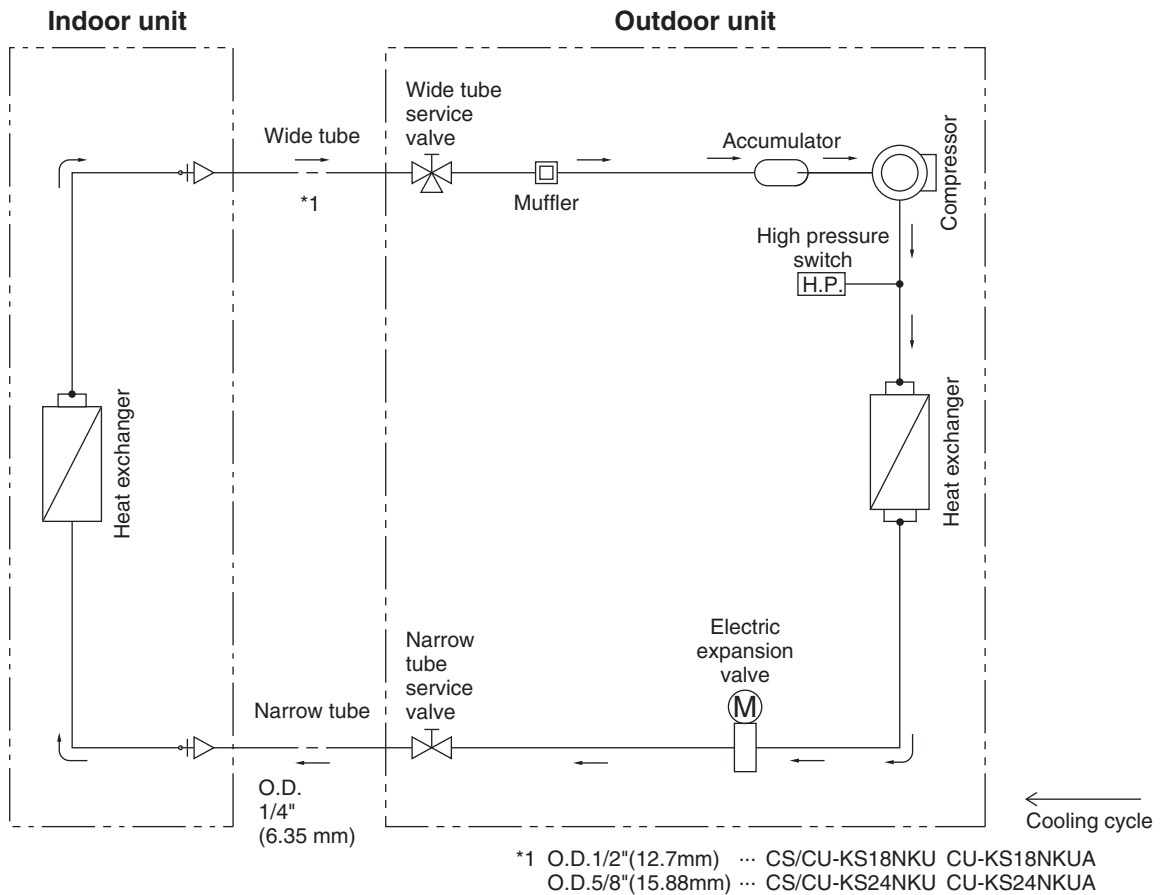 Indoor unit
Outdoor unit
Wide tube
*1
Wide tube
service
valve
Muffler
Accumulator
Compressor
High pressure
switch
H.P.
Heat exchanger
Heat exchanger
Narrow tube
O.D.
1/4"
(6.35 mm)
Narrow
tube
service
valve
Electric
expansion
valve
M
Cooling cycle
*1 O.D.1/2"(12.7mm) ··· CS/CU-KS18NKU CU-KS18NKUA
O.D.5/8"(15.88mm) ··· CS/CU-KS24NKU CU-KS24NKUA